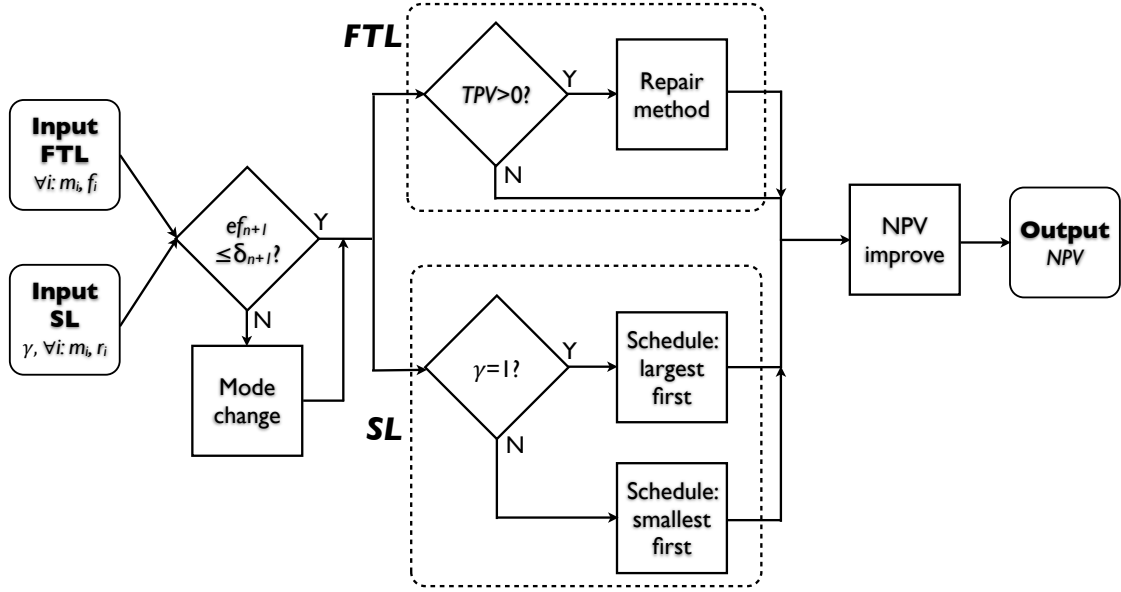 Input
FTL
∀i: mᵢ, fᵢ
Input
SL
γ, ∀i: mᵢ, rᵢ
efₙ₊₁
≤δₙ₊₁?
Y
N
Mode
change
FTL
TPV>0?
Y
N
Repair
method
SL
γ=1?
Y
N
Schedule:
largest
first
Schedule:
smallest
first
NPV
improve
Output
NPV